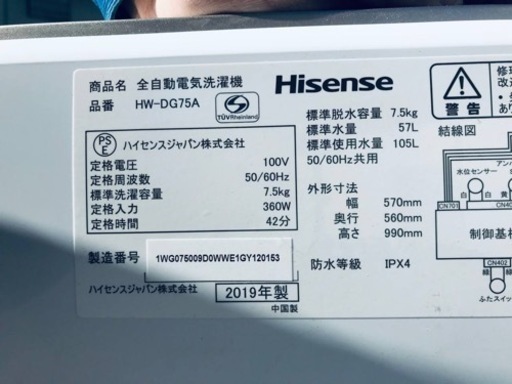 商品名 全自動電気洗濯機
品番 HW-DG75A
TÜVRheinland
PSE
ハイセンスジャパン株式会社
定格電圧 100V
定格周波数 50/60Hz
標準洗濯容量 7.5kg
定格入力 360W
定格時間 42分
製造番号 1WG075009D0WWE1GY120153
ハイセンスジャパン株式会社 2019年製
中国製
Hisense
標準脱水容量 7.5kg
標準水量 57L
標準使用水量 105L
50/60Hz共用
外形寸法
幅 570mm
奥行 560mm
高さ 990mm
防水等級 IPX4
警告
結線図
水位センサー
白 白 黄
CN701
制御基
CN402
緑 緑
ふたスイッ